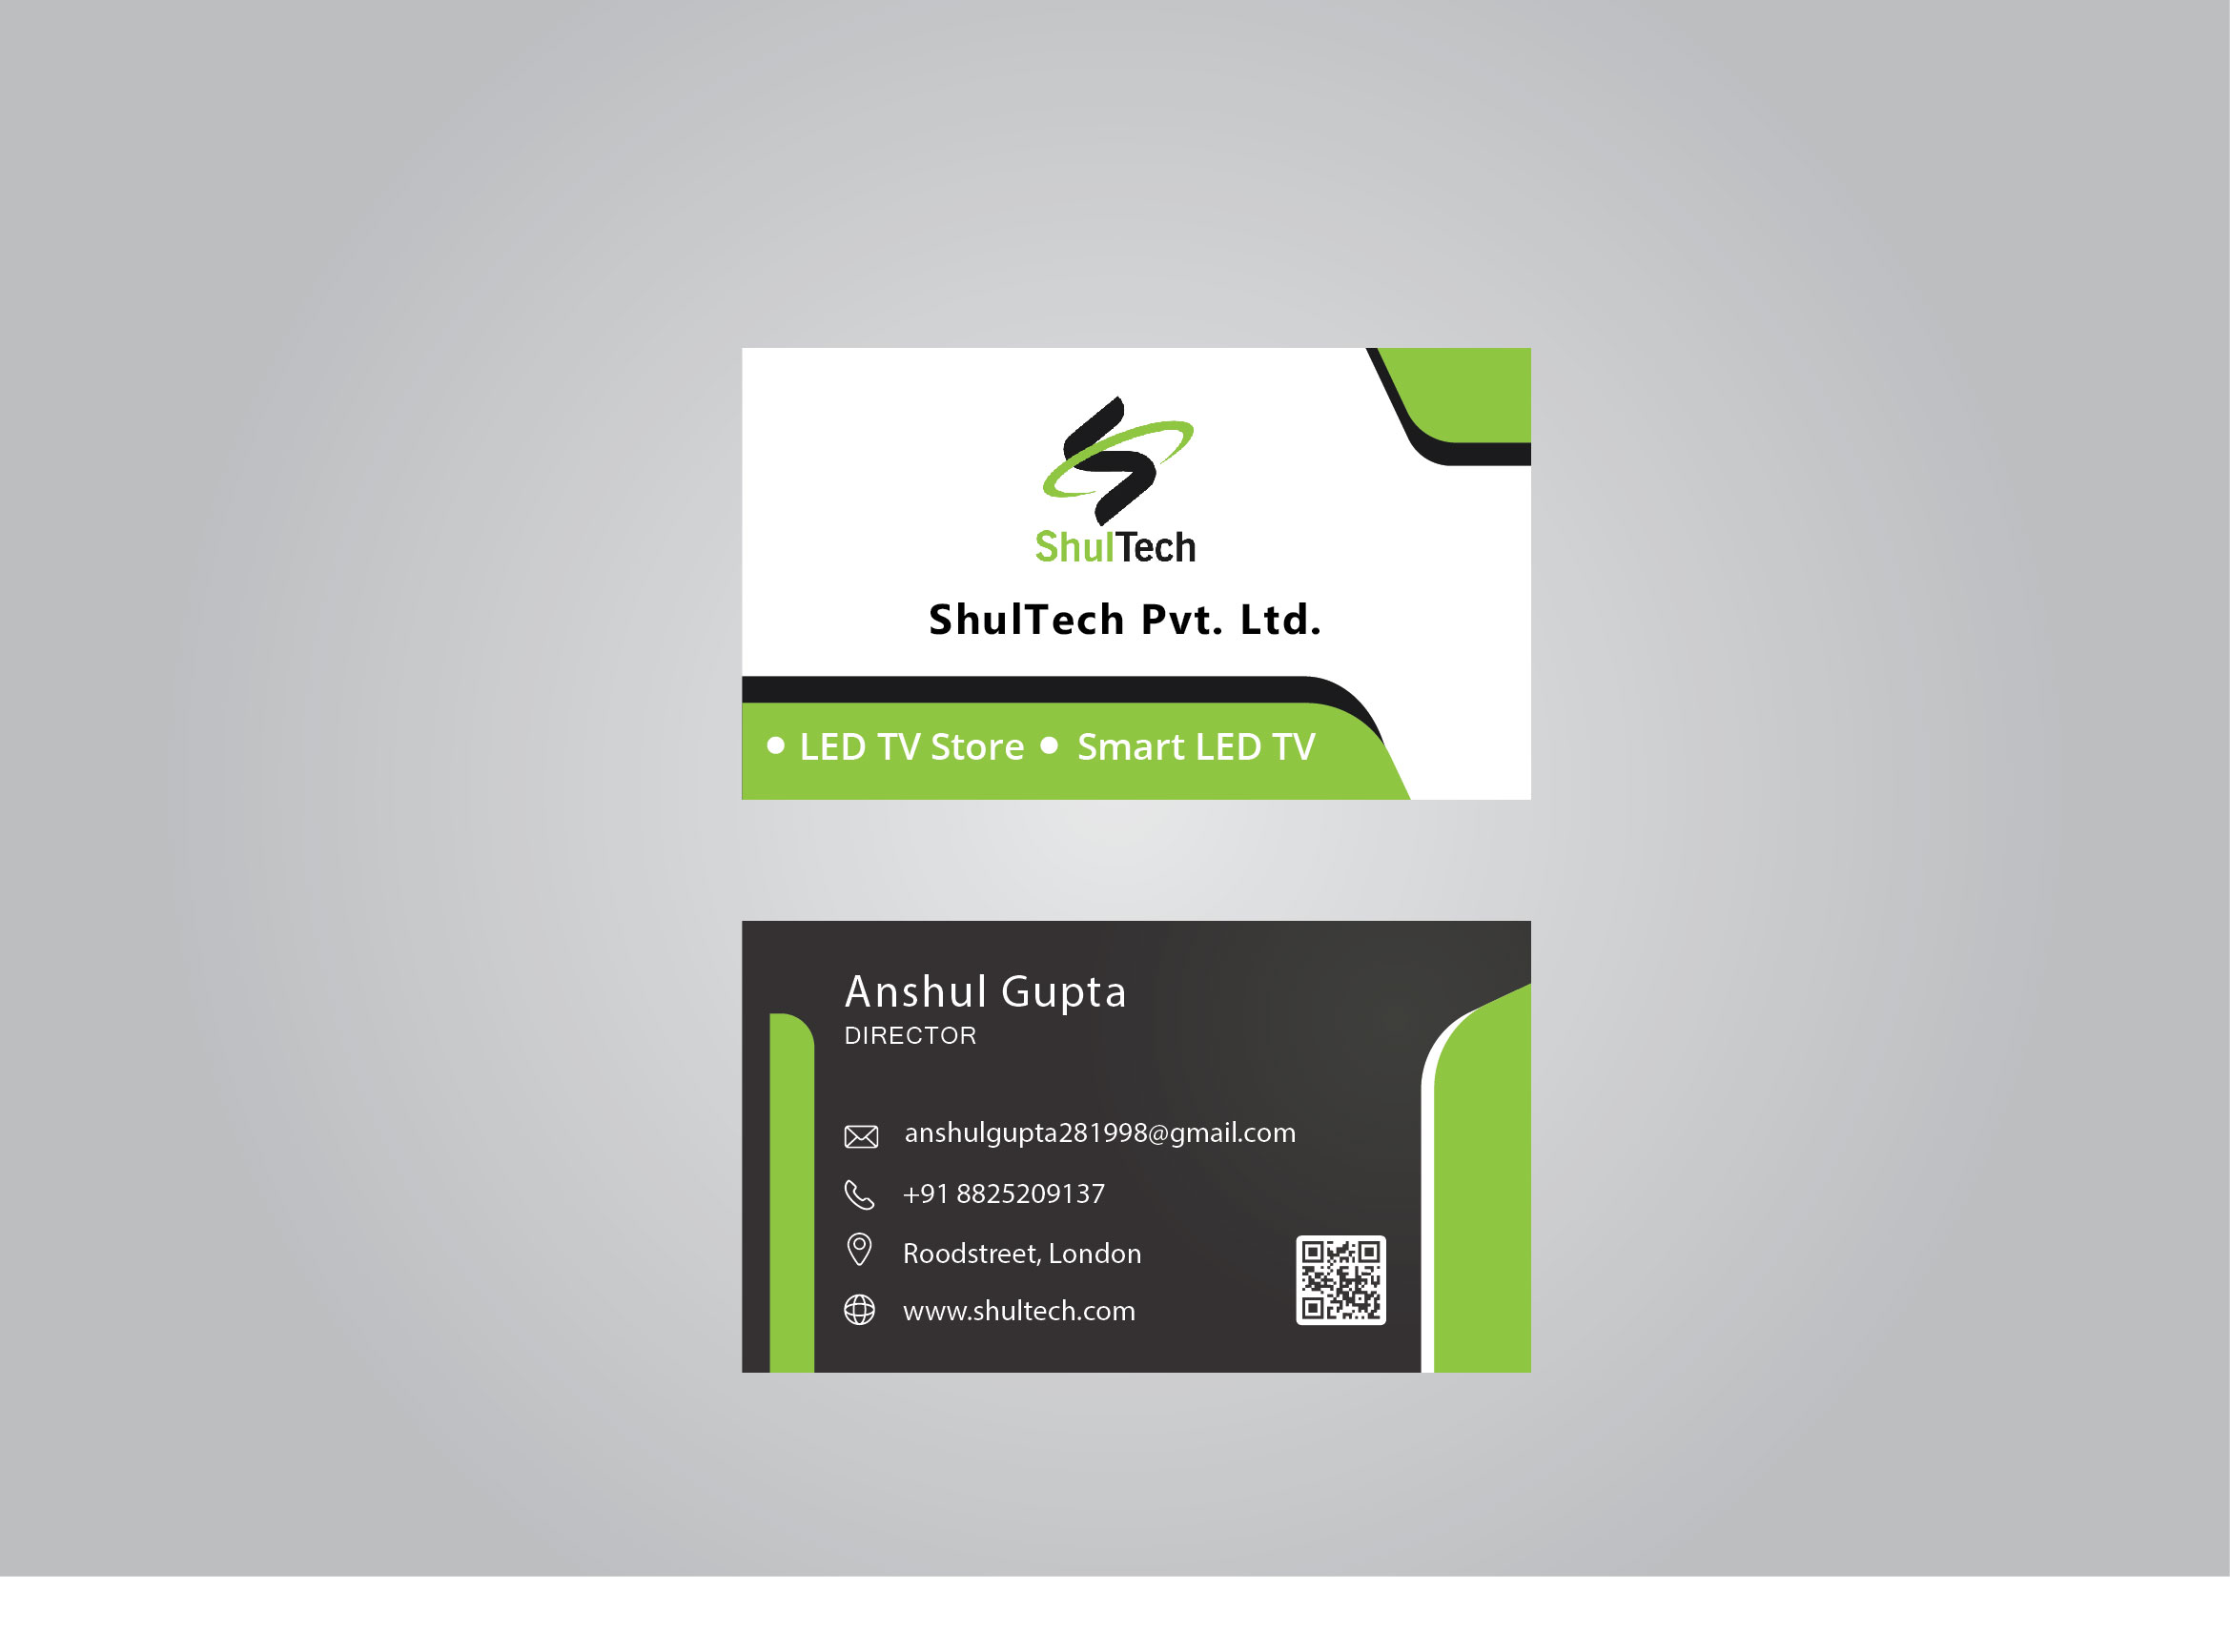 ShulTech
ShulTech Pvt. Ltd.
• LED TV Store • Smart LED TV
Anshul Gupta
DIRECTOR
anshulgupta281998@gmail.com
+91 8825209137
Roodstreet, London
www.shultech.com